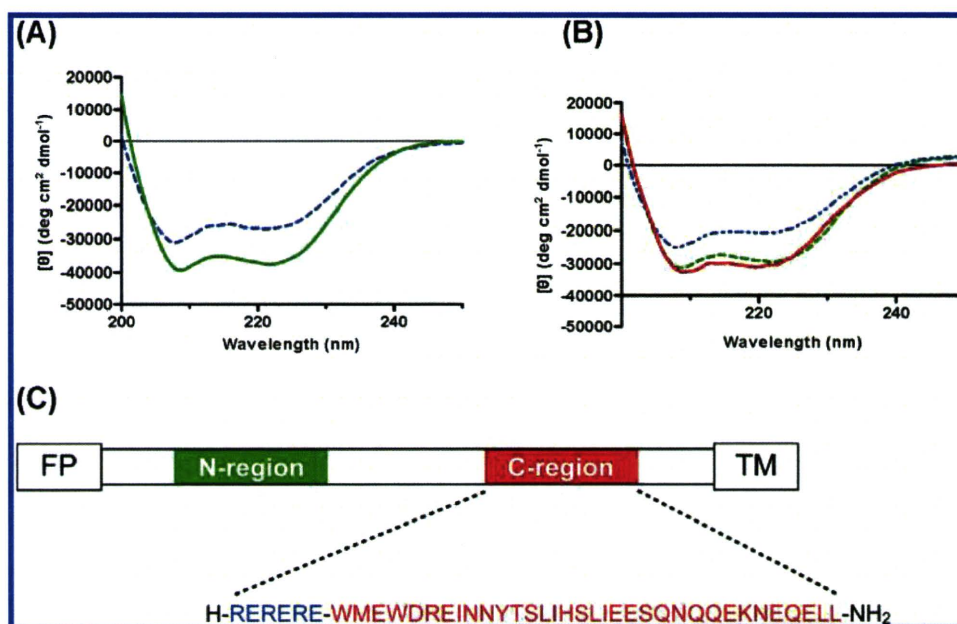 (A)
20000
10000
0
-10000
-20000
-30000
-40000
-50000
[θ] (deg cm² dmol⁻¹)
200
220
240
Wavelength (nm)
(B)
20000
10000
0
-10000
-20000
-30000
-40000
-50000
[θ] (deg cm² dmol⁻¹)
220
240
Wavelength (nm)
(C)
FP N-region C-region TM
H-RERERE-WMEWDREINNYTSLIHSLIEESQNQQEKNEQELL-NH₂